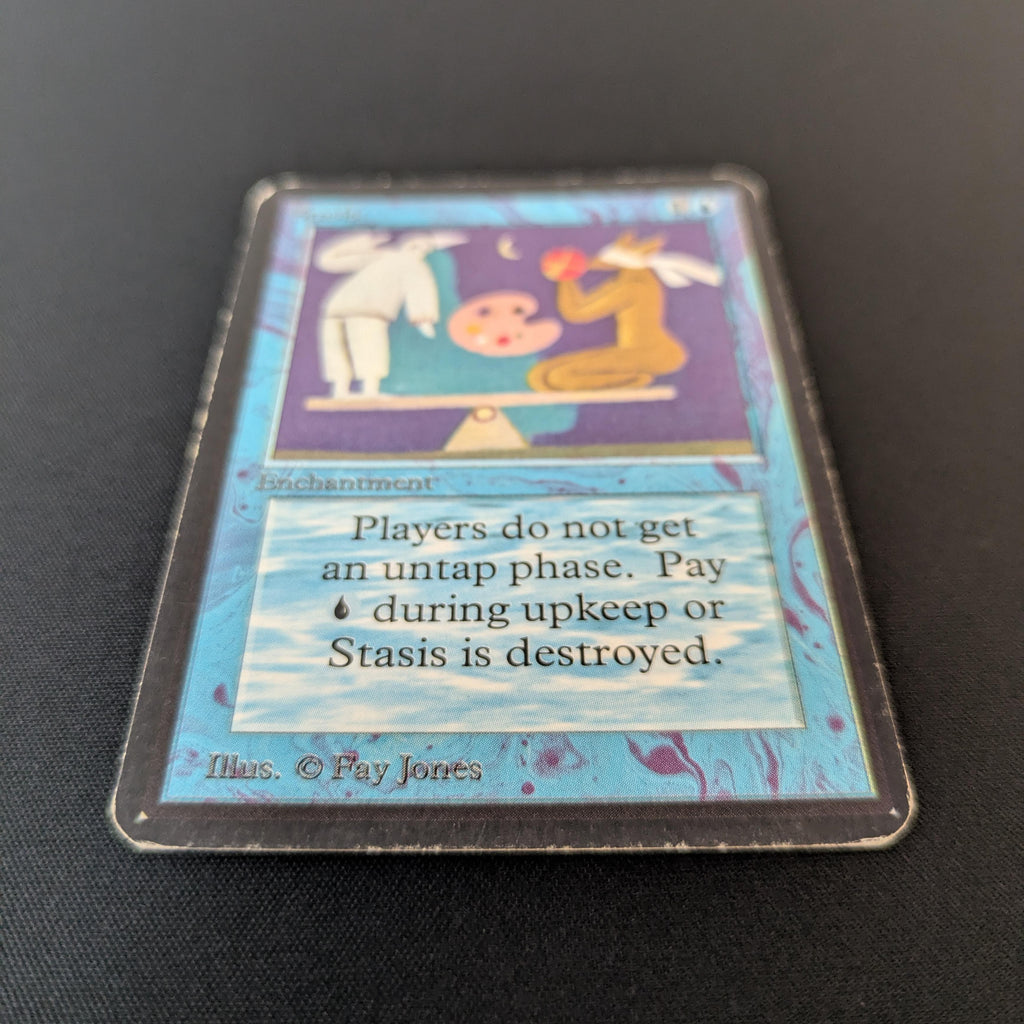 Enchantment
Players do not get
an untap phase. Pay
during upkeep or
Stasis is destroyed.
Illus. © Fay Jones